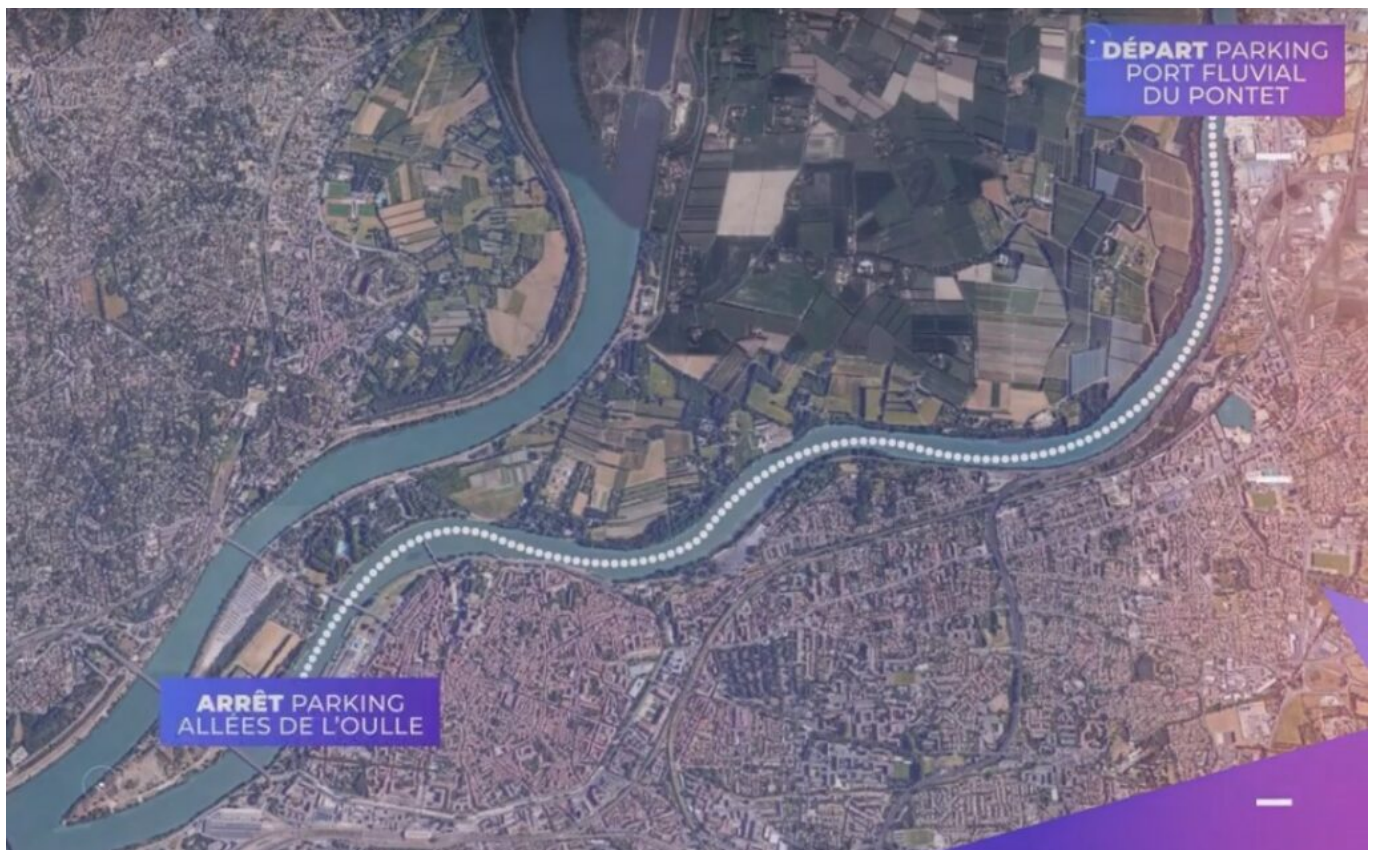 DÉPART PARKING
PORT FLUVIAL
DU PONTET
ARRÊT PARKING
ALLÉES DE L'OULLE